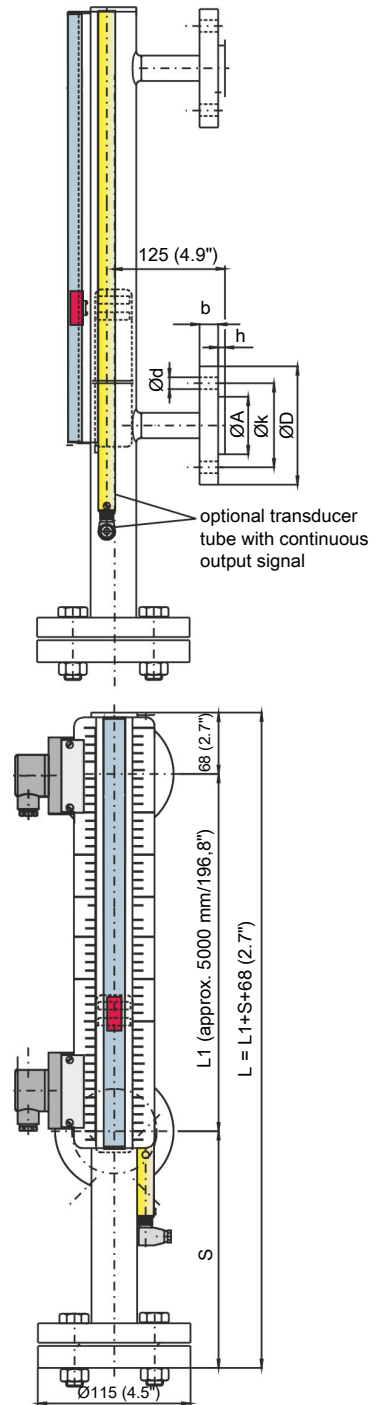 125 (4.9")
b
h
Ød
ØA
Øk
ØD
optional transducer
tube with continuous
output signal
68 (2.7")
L1 (approx. 5000 mm/196,8")
L = L1+S+68 (2.7")
S
Ø115 (4.5")